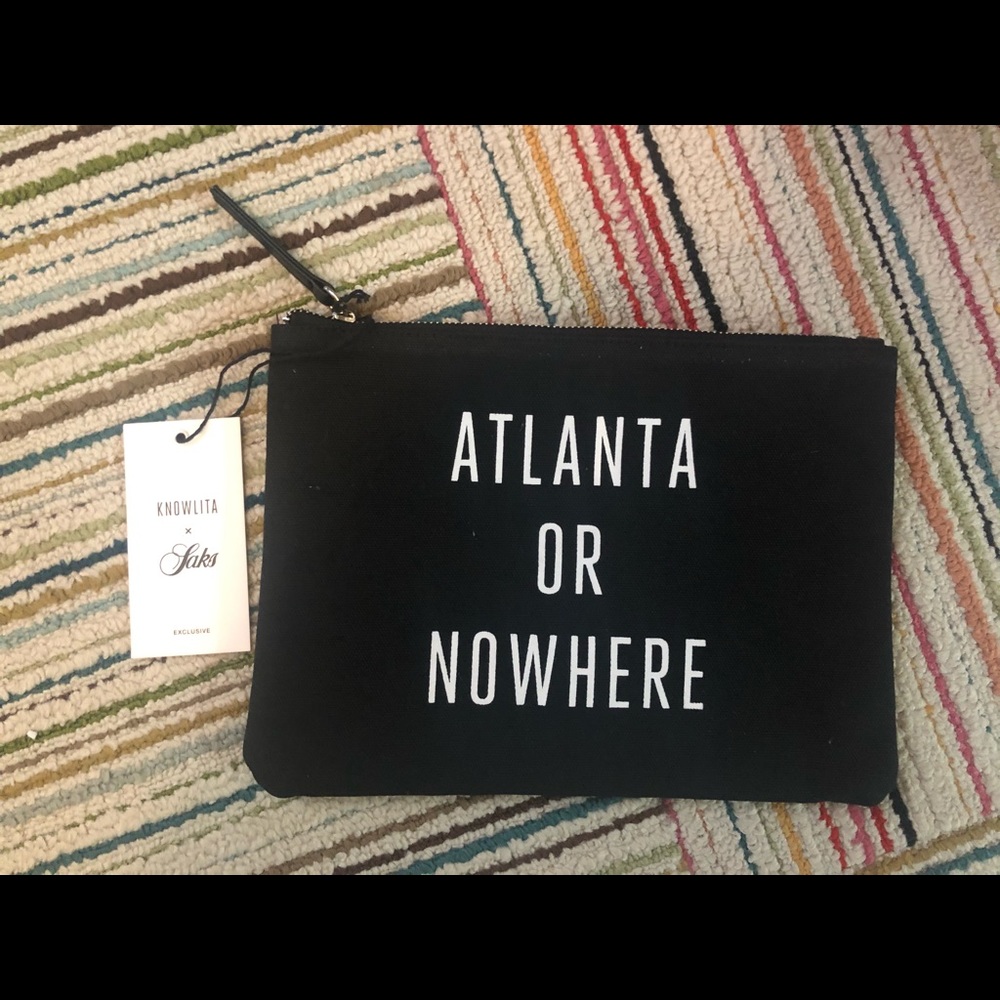 KNOWLITA
×
Saks
EXCLUSIVE
ATLANTA
OR
NOWHERE